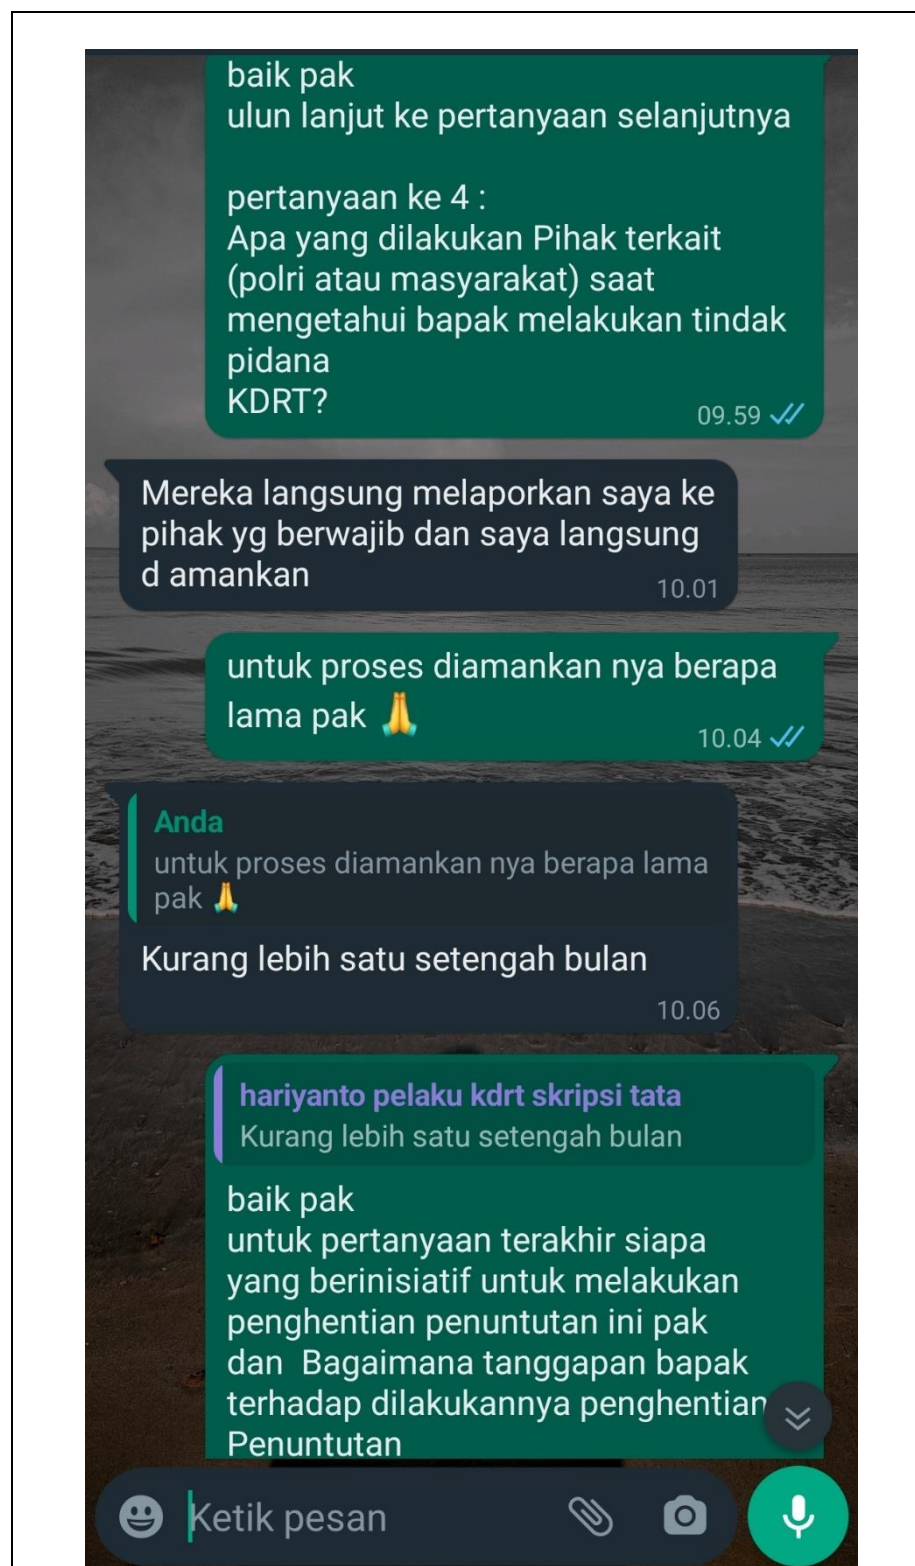 baik pak
ulun lanjut ke pertanyaan selanjutnya
pertanyaan ke 4 :
Apa yang dilakukan Pihak terkait
(polri atau masyarakat) saat
mengetahui bapak melakukan tindak
pidana
KDRT?
09.59
Mereka langsung melaporkan saya ke
pihak yg berwajib dan saya langsung
d amankan
10.01
untuk proses diamankan nya berapa
lama pak 🙏
10.04
Anda
untuk proses diamankan nya berapa lama
pak 🙏
Kurang lebih satu setengah bulan
10.06
hariyanto pelaku kdrt skripsi tata
Kurang lebih satu setengah bulan
baik pak
untuk pertanyaan terakhir siapa
yang berinisiatif untuk melakukan
penghentian penuntutan ini pak
dan  Bagaimana tanggapan bapak
terhadap dilakukannya penghentian
Penuntutan
Ketik pesan